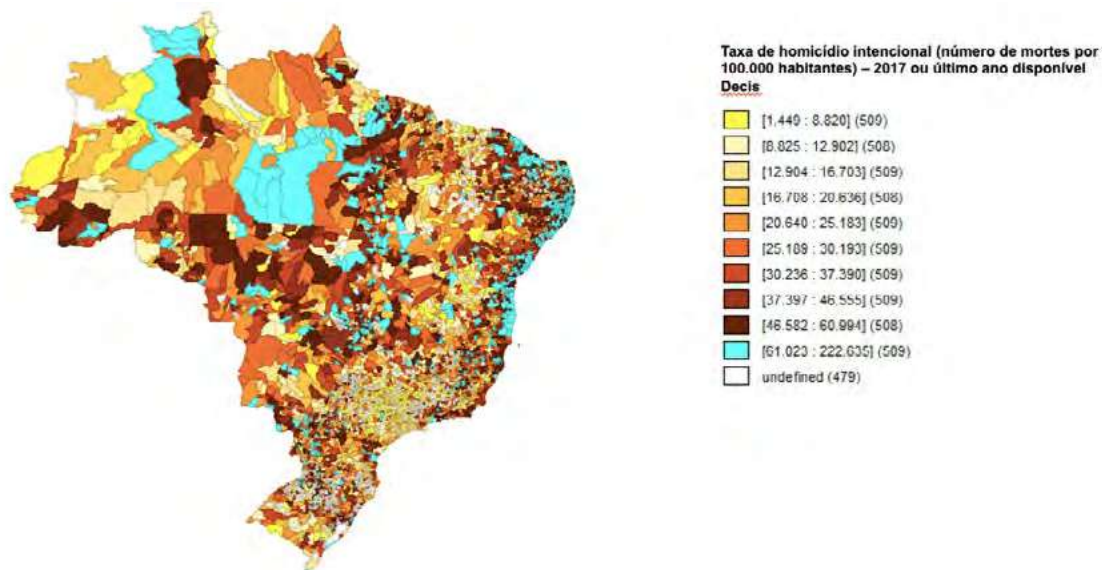 Taxa de homicídio intencional (número de mortes por
100.000 habitantes) – 2017 ou último ano disponível
Decis
[1.449 : 8.820] (509)
[8.825 : 12.902] (508)
[12.904 : 16.703] (509)
[16.708 : 20.636] (508)
[20.640 : 25.183] (509)
[25.189 : 30.193] (509)
[30.236 : 37.390] (509)
[37.397 : 46.555] (509)
[46.582 : 60.994] (508)
[61.023 : 222.635] (509)
undefined (479)